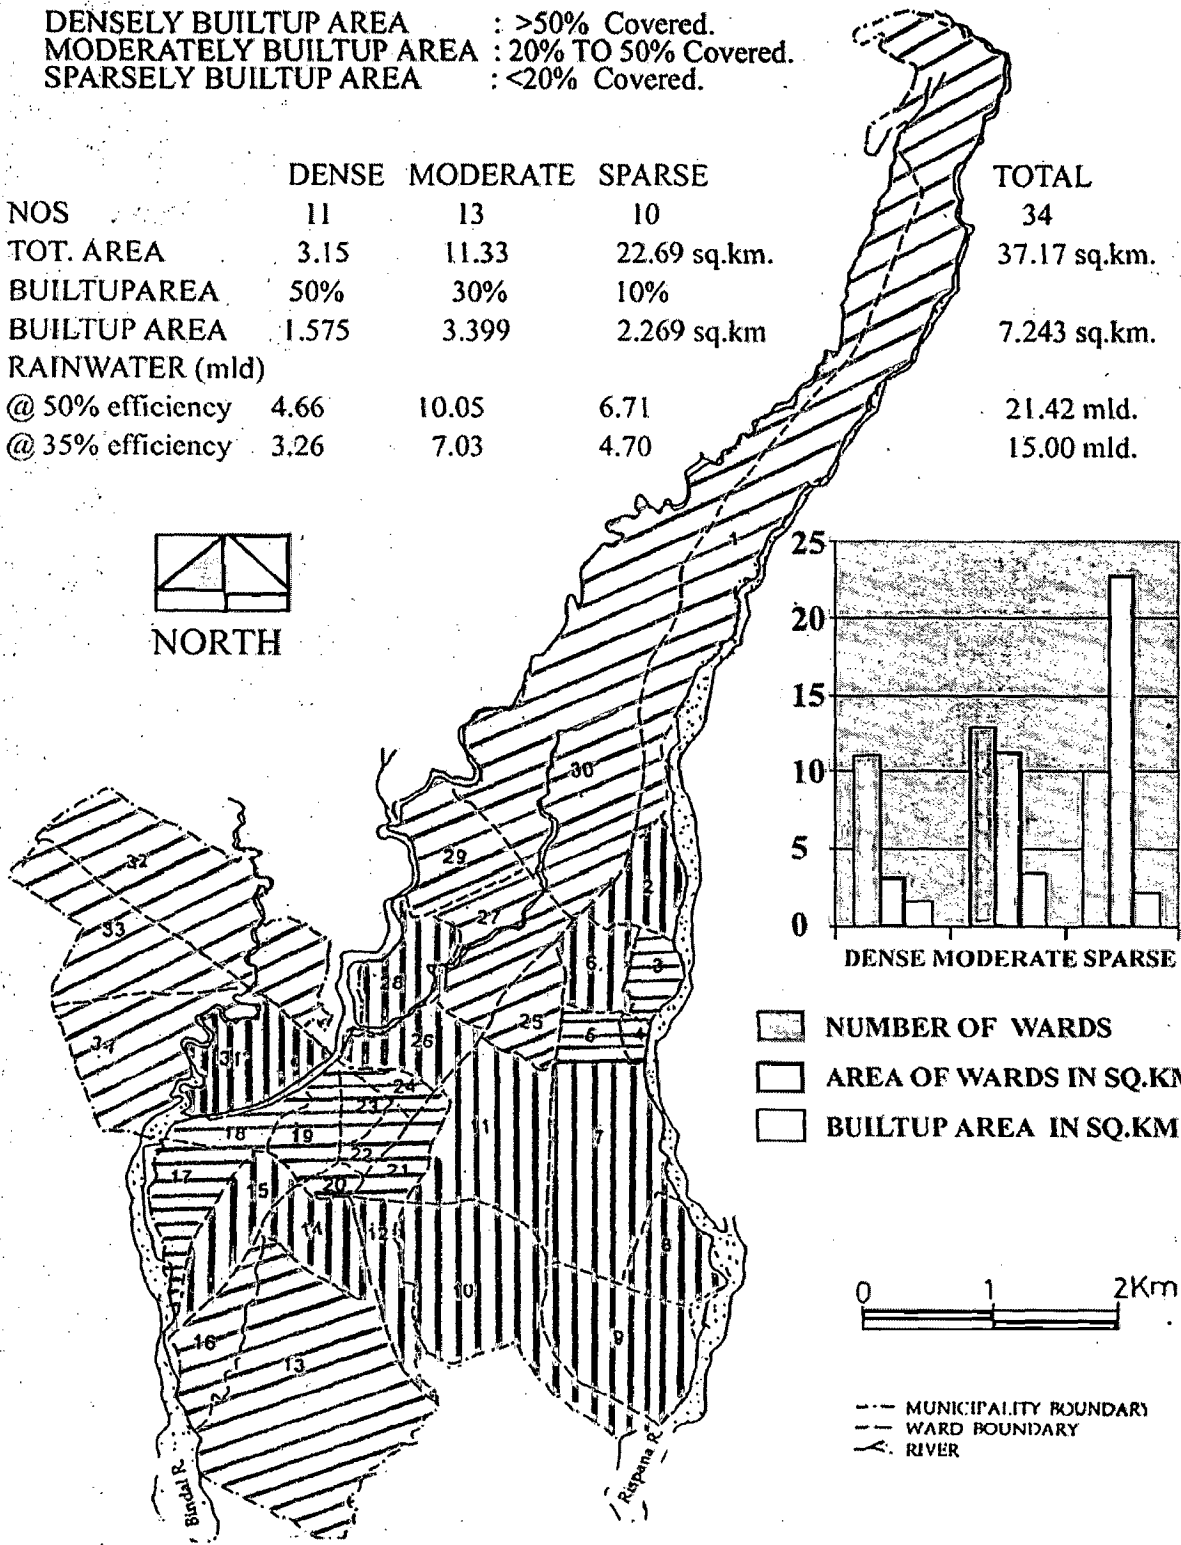 DENSELY BUILTUP AREA : >50% Covered.
MODERATELY BUILTUP AREA : 20% TO 50% Covered.
SPARSELY BUILTUP AREA : <20% Covered.
DENSE MODERATE SPARSE TOTAL
NOS 11 13 10 34
TOT. AREA 3.15 11.33 22.69 sq.km. 37.17 sq.km.
BUILTUPAREA 50% 30% 10%
BUILTUP AREA 1.575 3.399 2.269 sq.km 7.243 sq.km.
RAINWATER (mld)
@ 50% efficiency 4.66 10.05 6.71 21.42 mld.
@ 35% efficiency 3.26 7.03 4.70 15.00 mld.
NORTH
1
30
29
27
2
3
6
5
4
25
28
26
32
33
34
31
24
23
22
21
20
19
18
17
15
14
12
11
7
8
10
9
16
13
Bindal R.
Rispana R.
25
20
15
10
5
0
DENSE MODERATE SPARSE
NUMBER OF WARDS
AREA OF WARDS IN SQ.KM
BUILTUP AREA IN SQ.KM
0 1 2Km
MUNICIPALITY BOUNDARY
WARD BOUNDARY
RIVER